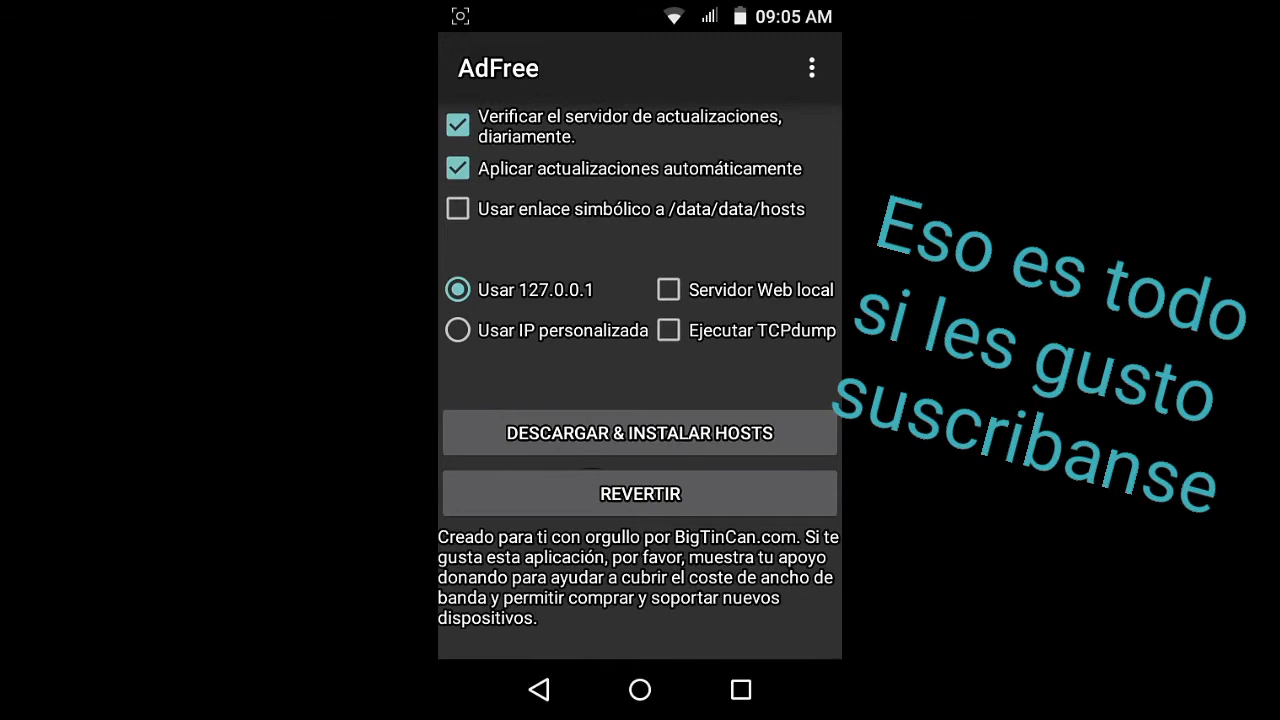 09:05 AM
AdFree
Verificar el servidor de actualizaciones,
diariamente.
Aplicar actualizaciones automáticamente
Usar enlace simbólico a /data/data/hosts
Usar 127.0.0.1
Servidor Web local
Usar IP personalizada
Ejecutar TCPdump
DESCARGAR & INSTALAR HOSTS
REVERTIR
Creado para ti con orgullo por BigTinCan.com. Si te
gusta esta aplicación, por favor, muestra tu apoyo
donando para ayudar a cubrir el coste de ancho de
banda y permitir comprar y soportar nuevos
dispositivos.
Eso es todo
si les gusto
suscribanse